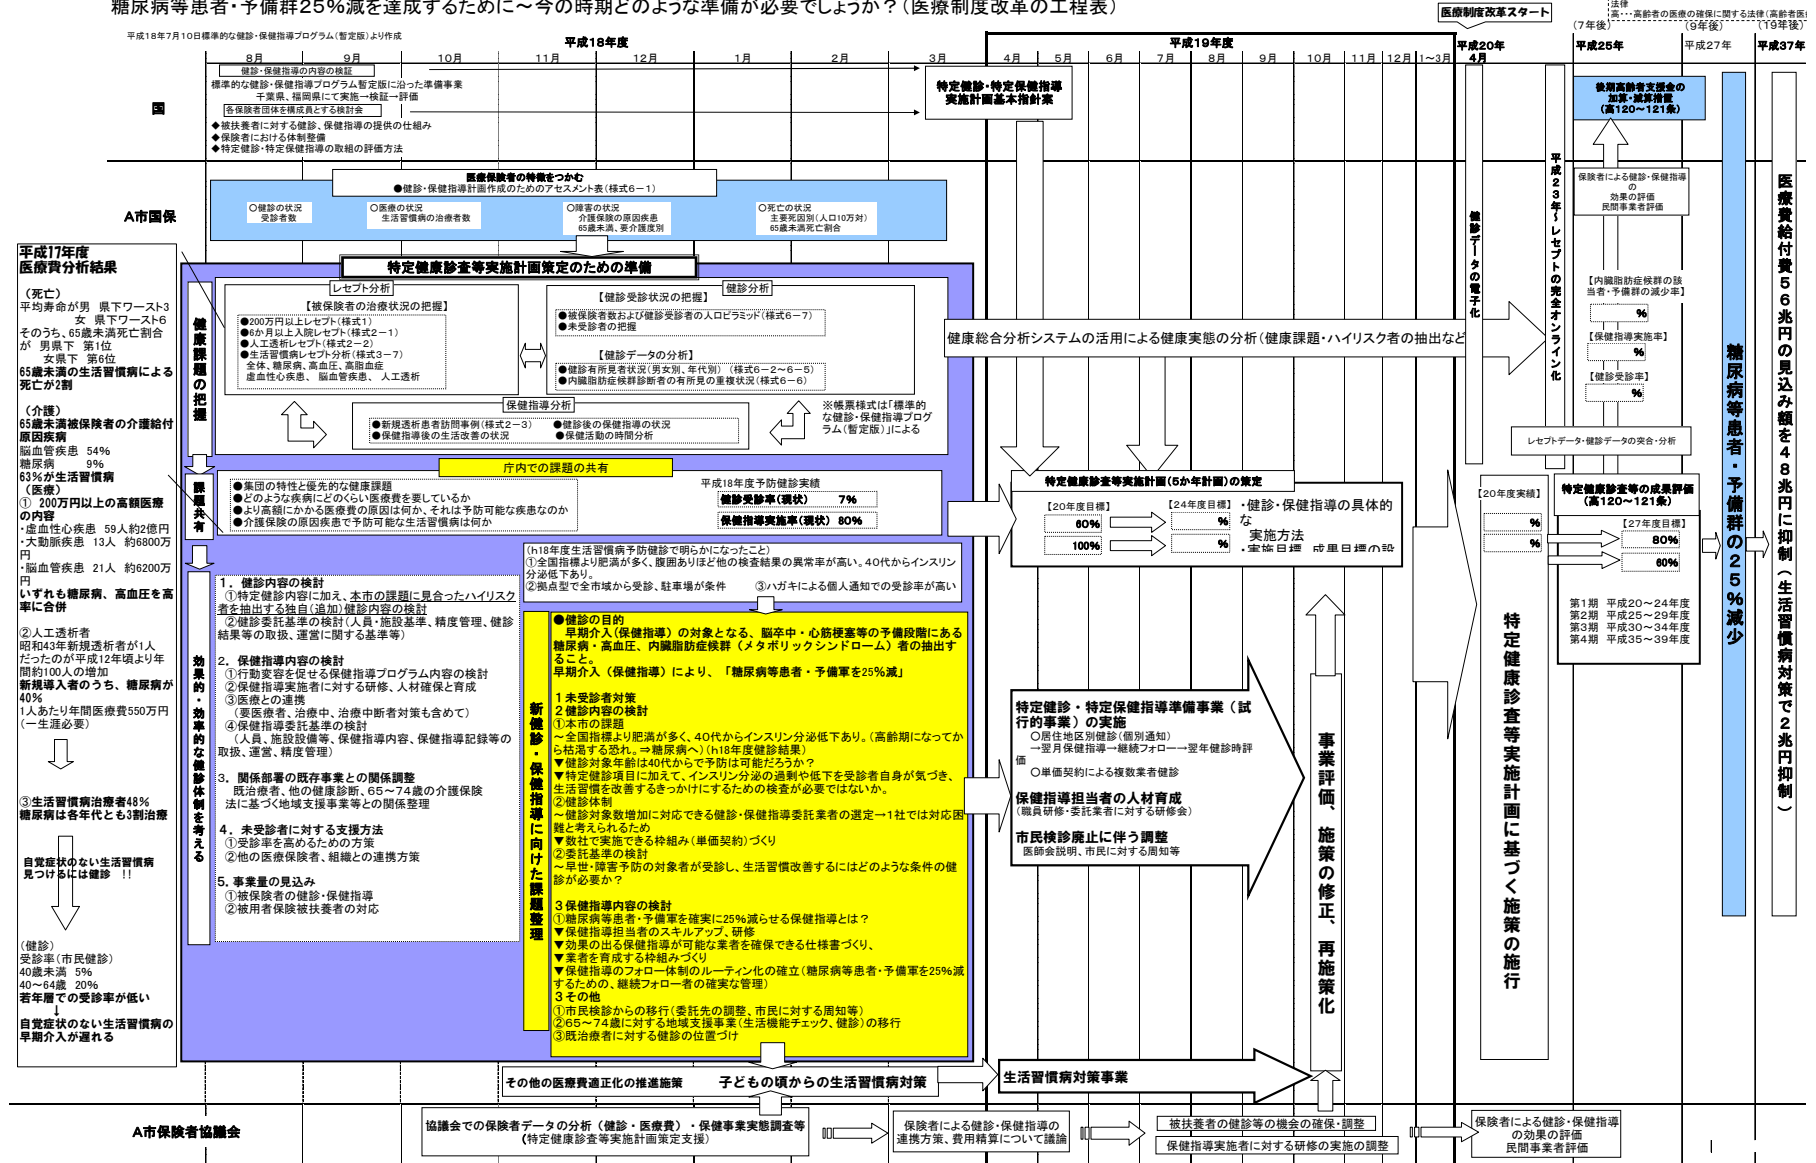 糖尿病等患者・予備群25%減を達成するために～今の時期どのような準備が必要でしょうか?(医療制度改革の工程表)
医療制度改革スタート
法律
高・・・高齢者の医療の確保に関する法律(高齢者医
(7年後)
(9年後)
(19年後)
平成18年7月10日標準的な健診・保健指導プログラム(暫定版)より作成
平成18年度
平成19年度
平成20年
4月
平成25年
平成27年
平成37年
8月
9月
10月
11月
12月
1月
2月
3月
4月
5月
6月
7月
8月
9月
10月
11月
12月
1～3月
国
健診・保健指導の内容の検証
標準的な健診・保健指導プログラム暫定版に沿った準備事業
千葉県、福岡県にて実施→検証→評価
各保険者団体を構成員とする検討会
◆被扶養者に対する健診、保健指導の提供の仕組み
◆保険者における体制整備
◆特定健診・特定保健指導の取組の評価方法
特定健診・特定保健指導
実施計画基本指針案
後期高齢者支援金の
加算・減算措置
(高120～121条)
保険者による健診・保健指導
の
効果の評価
民間事業者評価
A市国保
医療保険者の特徴をつかむ
●健診・保健指導計画作成のためのアセスメント表(様式6－1)
○健診の状況
受診者数
○医療の状況
生活習慣病の治療者数
○障害の状況
介護保険の原因疾患
65歳未満、要介護度別
○死亡の状況
主要死因別(人口10万対)
65歳未満死亡割合
平成17年度
医療費分析結果
(死亡)
平均寿命が男 県下ワースト3
女 県下ワースト6
そのうち、65歳未満死亡割合
が 男県下 第1位
女県下 第6位
65歳未満の生活習慣病による
死亡が2割
(介護)
65歳未満被保険者の介護給付
原因疾病
脳血管疾患 54%
糖尿病 9%
63%が生活習慣病
(医療)
① 200万円以上の高額医療
の内容
・虚血性心疾患 59人約2億円
・大動脈疾患 13人 約6800万
円
・脳血管疾患 21人 約6200万
円
いずれも糖尿病、高血圧を高
率に合併
②人工透析者
昭和43年新規透析者が1人
だったのが平成12年頃より年
間約100人の増加
新規導入者のうち、糖尿病が
40%
1人あたり年間医療費550万円
(一生涯必要)
③生活習慣病治療者48%
糖尿病は各年代とも3割治療
自覚症状のない生活習慣病
見つけるには健診 !!
(健診)
受診率(市民健診)
40歳未満 5%
40～64歳 20%
若年層での受診率が低い
↓
自覚症状のない生活習慣病の
早期介入が遅れる
特定健康診査等実施計画策定のための準備
健康課題の把握
レセプト分析
【被保険者の治療状況の把握】
●200万円以上レセプト(様式1)
●6か月以上入院レセプト(様式2－1)
●人工透析レセプト(様式2－2)
●生活習慣病レセプト分析(様式3－7)
全体、糖尿病、高血圧、高脂血症
虚血性心疾患、 脳血管疾患、 人工透析
健診分析
【健診受診状況の把握】
●被保険者数および健診受診者の人口ピラミッド(様式6－7)
●未受診者の把握
【健診データの分析】
●健診有所見者状況(男女別、年代別) (様式6－2～6－5)
●内臓脂肪症候群診断者の有所見の重複状況(様式6－6)
保健指導分析
●新規透析患者訪問事例(様式2－3)
●健診後の保健指導の状況
●保健指導後の生活改善の状況
●保健活動の時間分析
※帳票様式は「標準的
な健診・保健指導プログ
ラム(暫定版)」による
健康総合分析システムの活用による健康実態の分析(健康課題・ハイリスク者の抽出など
課題共有
庁内での課題の共有
●集団の特性と優先的な健康課題
●どのような疾病にどのくらい医療費を要しているか
●より高額にかかる医療費の原因は何か、それは予防可能な疾患なのか
●介護保険の原因疾患で予防可能な生活習慣病は何か
平成18年度予防健診実績
健診受診率(現状) 7%
保健指導実施率(現状) 80%
効果的・効率的な健診体制を考える
1. 健診内容の検討
①特定健診内容に加え、本市の課題に見合ったハイリスク
者を抽出する独自(追加)健診内容の検討
②健診委託基準の検討(人員・施設基準、精度管理、健診
結果等の取扱、運営に関する基準等)
2. 保健指導内容の検討
①行動変容を促せる保健指導プログラム内容の検討
②保健指導実施者に対する研修、人材確保と育成
③医療との連携
(要医療者、治療中、治療中断者対策も含めて)
④保健指導委託基準の検討
(人員、施設設備等、保健指導内容、保健指導記録等の
取扱、運営、精度管理)
3. 関係部署の既存事業との関係調整
既治療者、他の健康診断、65～74歳の介護保険
法に基づく地域支援事業等との関係整理
4. 未受診者に対する支援方法
①受診率を高めるための方策
②他の医療保険者、組織との連携方策
5. 事業量の見込み
①被保険者の健診・保健指導
②被用者保険被扶養者の対応
(h18年度生活習慣病予防健診で明らかになったこと)
①全国指標より肥満が多く、腹囲ありほど他の検査結果の異常率が高い。40代からインスリン
分泌低下あり。
②拠点型で全市域から受診、駐車場が条件 ③ハガキによる個人通知での受診率が高い
新健診・保健指導に向けた課題整理
●健診の目的
早期介入(保健指導)の対象となる、脳卒中・心筋梗塞等の予備段階にある
糖尿病・高血圧、内臓脂肪症候群(メタボリックシンドローム)者の抽出す
ること。
早期介入(保健指導)により、「糖尿病等患者・予備軍を25%減」
1 未受診者対策
2 健診内容の検討
①本市の課題
～全国指標より肥満が多く、40代からインスリン分泌低下あり。(高齢期になってか
ら枯渇する恐れ。⇒糖尿病へ)(h18年度健診結果)
▼健診対象年齢は40代からで予防は可能だろうか?
▼特定健診項目に加えて、インスリン分泌の過剰や低下を受診者自身が気づき、
生活習慣を改善するきっかけにするための検査が必要ではないか。
②健診体制
～健診対象数増加に対応できる健診・保健指導委託業者の選定→1社では対応困
難と考えられるため
▼数社で実施できる枠組み(単価契約)づくり
②委託基準の検討
～早世・障害予防の対象者が受診し、生活習慣改善するにはどのような条件の健
診が必要か?
3 保健指導内容の検討
①糖尿病等患者・予備軍を確実に25%減らせる保健指導とは?
▼保健指導担当者のスキルアップ、研修
▼効果の出る保健指導が可能な業者を確保できる仕様書づくり、
▼業者を育成する枠組みづくり
▼保健指導のフォロー体制のルーティン化の確立(糖尿病等患者・予備軍を25%減
するための、継続フォロー者の確実な管理)
3 その他
①市民検診からの移行(委託先の調整、市民に対する周知等)
②65～74歳に対する地域支援事業(生活機能チェック、健診)の移行
③既治療者に対する健診の位置づけ
特定健康診査等実施計画(5か年計画)の策定
【20年度目標】
60%
100%
【24年度目標】
%
%
・健診・保健指導の具体的
な
実施方法
・実施目標、成果目標の設
特定健診・特定保健指導準備事業(試
行的事業)の実施
○居住地区別健診(個別通知)
→翌月保健指導→継続フォロー→翌年健診時評
価
○単価契約による複数業者健診
保健指導担当者の人材育成
(職員研修・委託業者に対する研修会)
市民検診廃止に伴う調整
医師会説明、市民に対する周知等
事業評価、施策の修正、再施策化
健診データの電子化
平成23年～レセプトの完全オンライン化
【内臓脂肪症候群の該
当者・予備群の減少率】
%
【保健指導実施率】
%
【健診受診率】
%
レセプトデータ・健診データの突合・分析
【20年度実績】
%
%
特定健康診査等の成果評価
(高120～121条)
【27年度目標】
80%
60%
第1期 平成20～24年度
第2期 平成25～29年度
第3期 平成30～34年度
第4期 平成35～39年度
特定健康診査等実施計画に基づく施策の施行
糖尿病等患者・予備群の25%減少
医療費給付費56兆円の見込み額を48兆円に抑制(生活習慣病対策で2兆円抑制)
その他の医療費適正化の推進施策 子どもの頃からの生活習慣病対策
生活習慣病対策事業
A市保険者協議会
協議会での保険者データの分析(健診・医療費)・保健事業実態調査等
(特定健康診査等実施計画策定支援)
保険者による健診・保健指導の
連携方策、費用精算について議論
被扶養者の健診等の機会の確保・調整
保健指導実施者に対する研修の実施の調整
保険者による健診・保健指導
の効果の評価
民間事業者評価